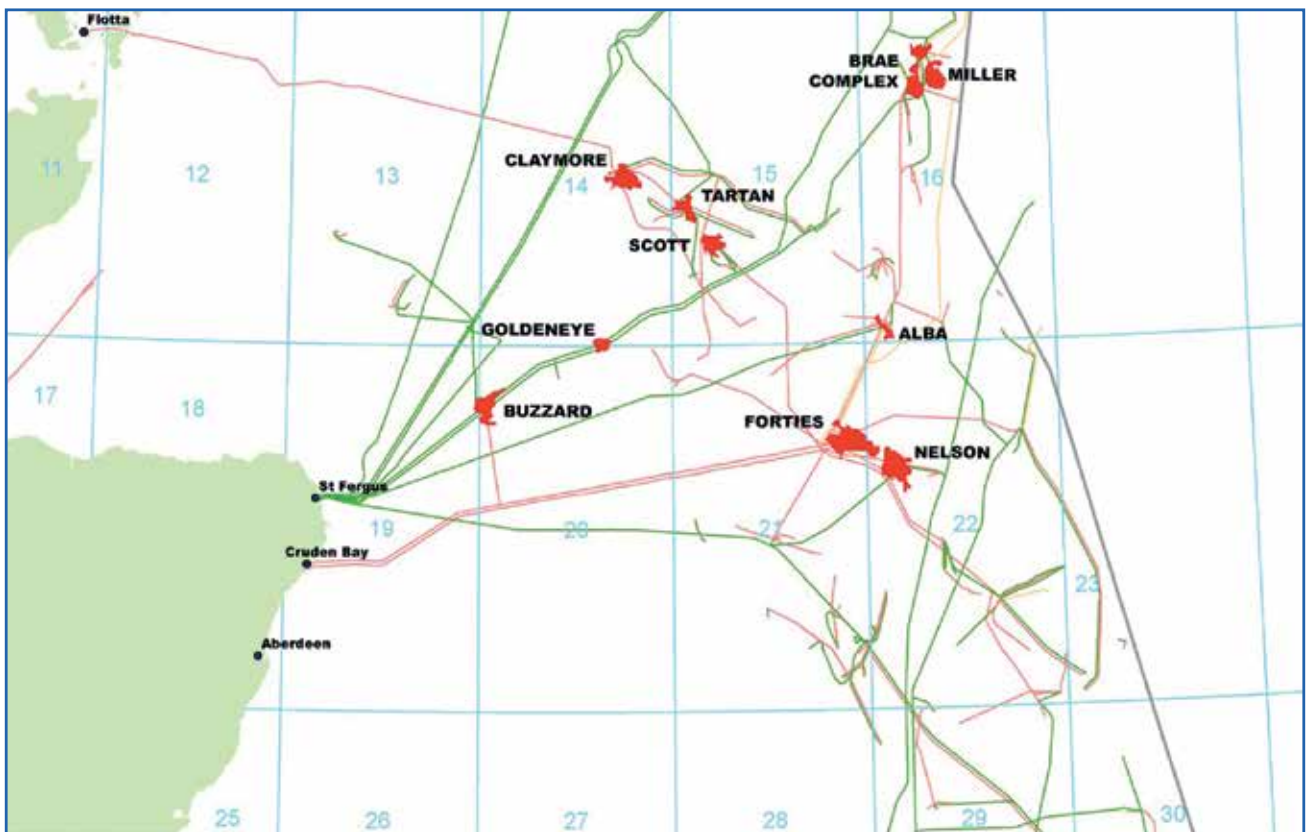 Flotta
BRAE
COMPLEX
MILLER
11
12
13
CLAYMORE
14
15
16
TARTAN
SCOTT
GOLDENEYE
ALBA
17
18
BUZZARD
FORTIES
NELSON
St Fergus
19
20
21
22
Cruden Bay
23
Aberdeen
25
26
27
28
29
30